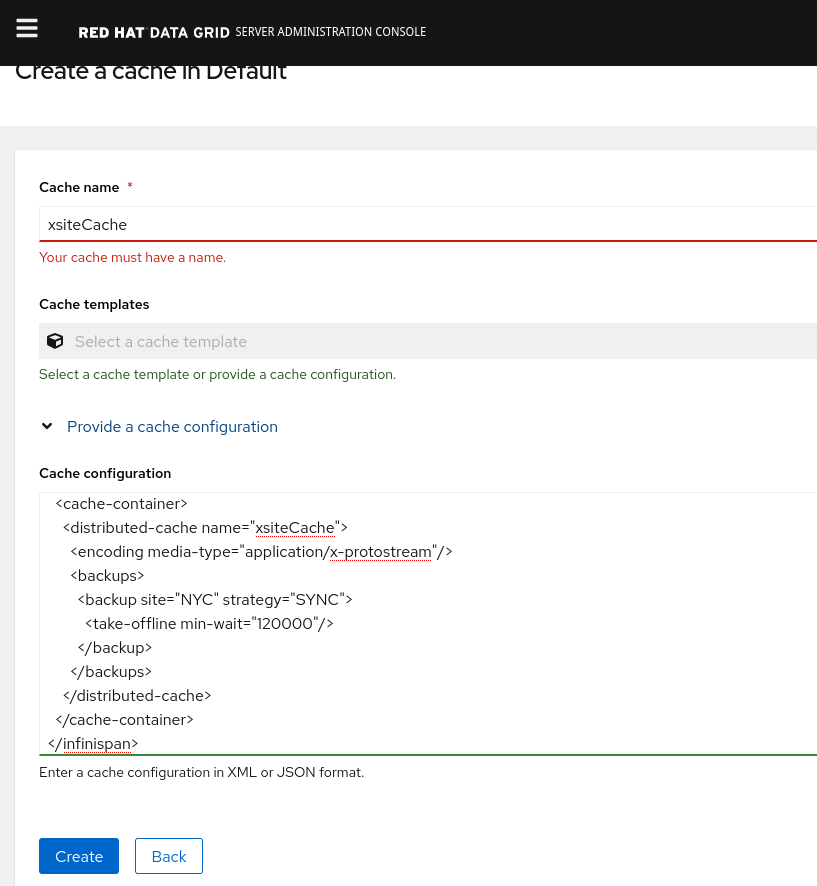 RED HAT DATA GRID SERVER ADMINISTRATION CONSOLE
Create a cache in Default
Cache name *
xsiteCache
Your cache must have a name.
Cache templates
Select a cache template
Select a cache template or provide a cache configuration.
Provide a cache configuration
Cache configuration
<cache-container>
<distributed-cache name="xsiteCache">
<encoding media-type="application/x-protostream"/>
<backups>
<backup site="NYC" strategy="SYNC">
<take-offline min-wait="120000"/>
</backup>
</backups>
</distributed-cache>
</cache-container>
</infinispan>
Enter a cache configuration in XML or JSON format.
Create Back